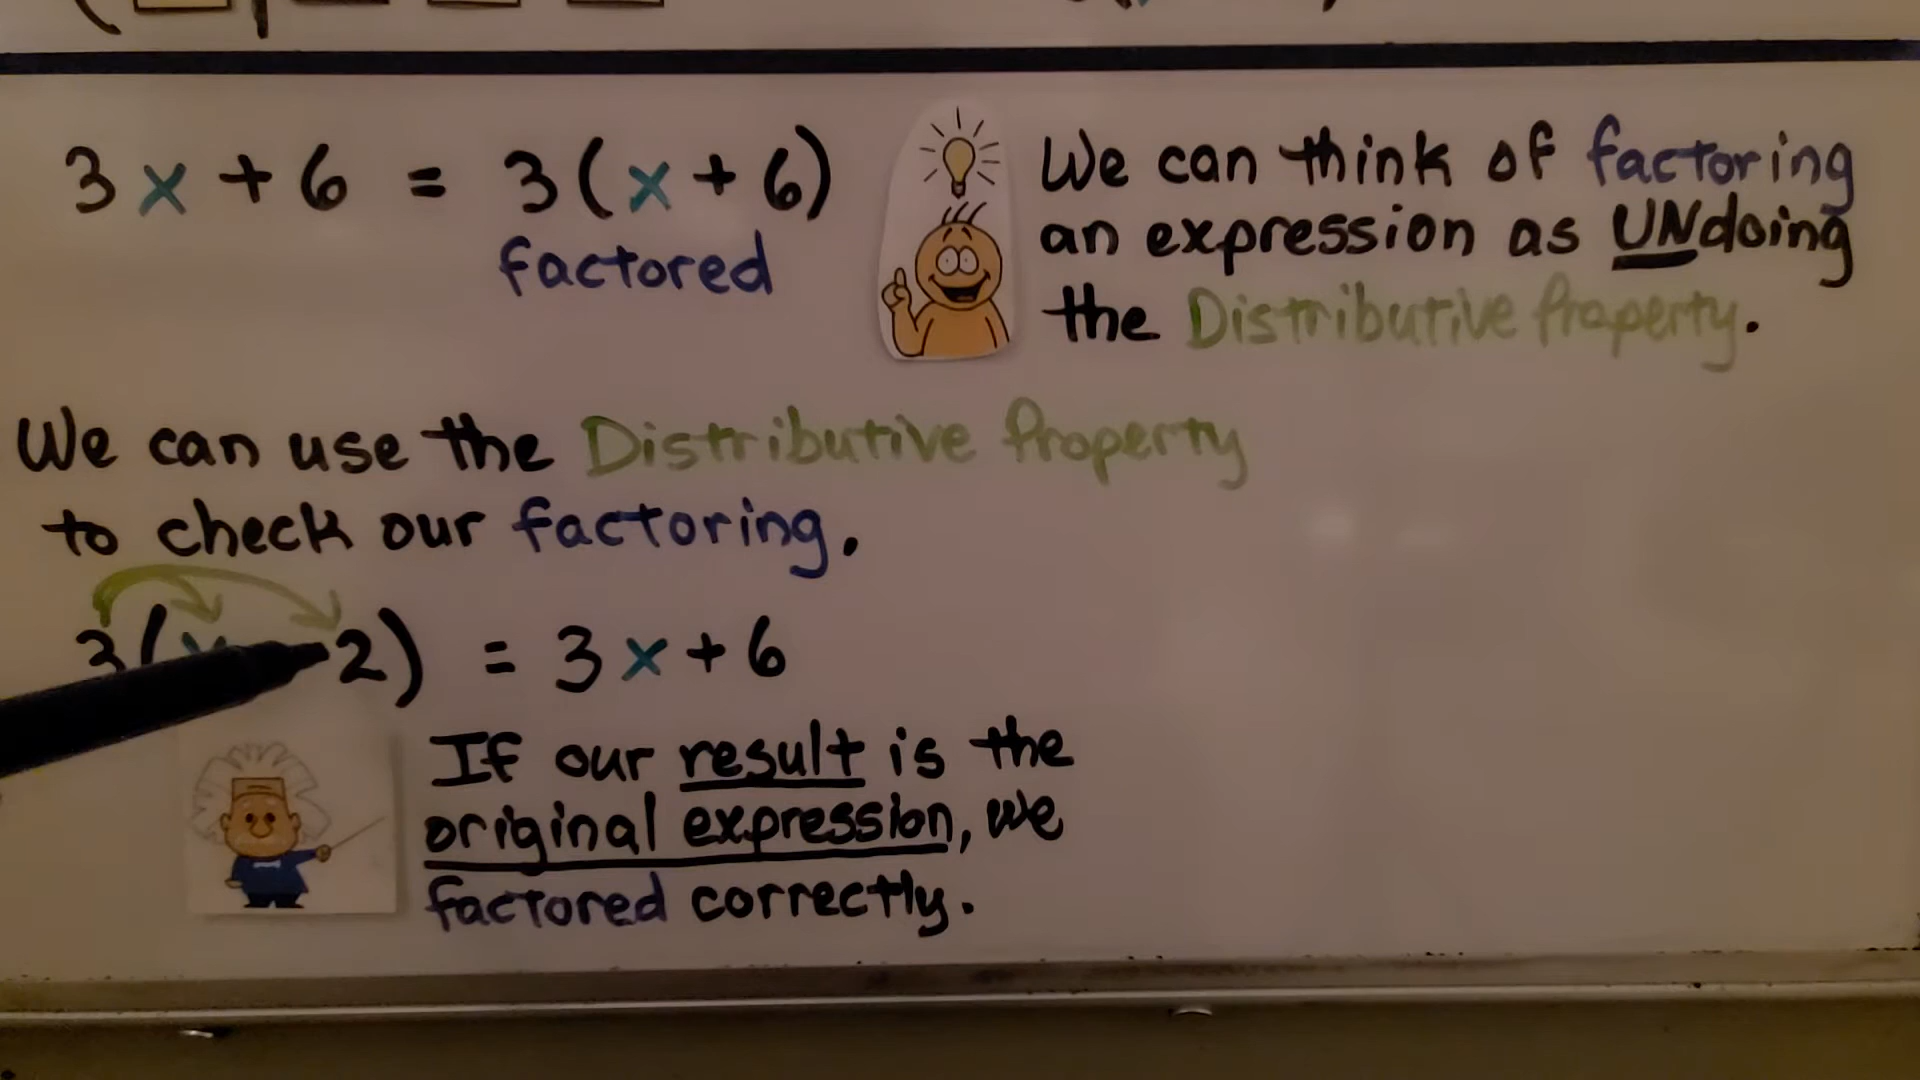 3x + 6 = 3(x + 6)
factored
We can think of factoring
an expression as UNdoing
the Distributive Property.
We can use the Distributive Property
to check our factoring.
3(x 2) = 3x + 6
If our result is the
original expression, we
factored correctly.